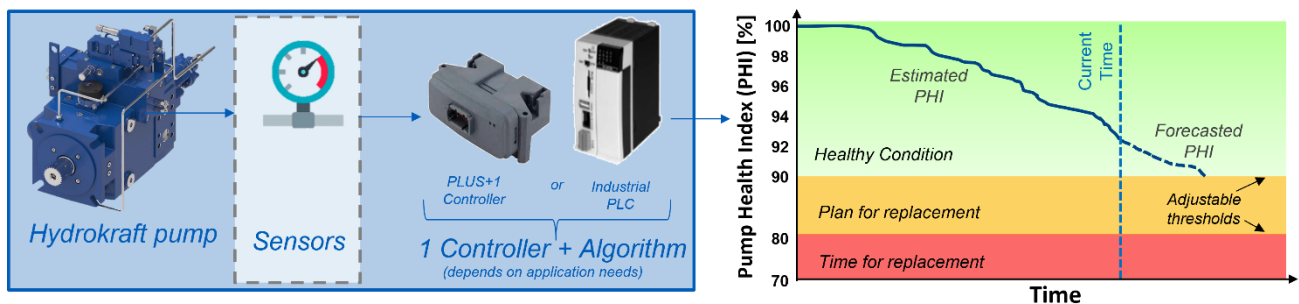 Hydrokraft pump
Sensors
PLUS+1
Controller
or
Industrial
PLC
1 Controller + Algorithm
(depends on application needs)
Pump Health Index (PHI) [%]
100
98
96
94
92
90
80
70
Estimated
PHI
Current
Time
Forecasted
PHI
Healthy Condition
Plan for replacement
Adjustable
thresholds
Time for replacement
Time